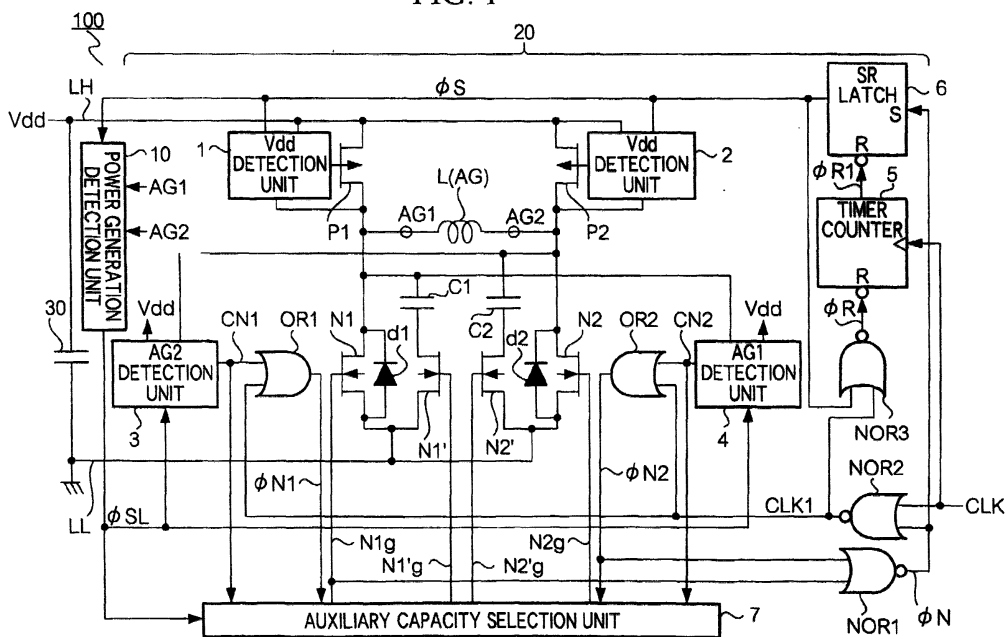 FIG. 1
100
20
LH
φS
Vdd
SR LATCH
S
R
6
10
POWER GENERATION DETECTION UNIT
AG1
AG2
1
Vdd DETECTION UNIT
Vdd DETECTION UNIT
2
P1
P2
L(AG)
AG1
AG2
φR1
5
TIMER COUNTER
R
φR
30
Vdd
AG2 DETECTION UNIT
3
CN1
OR1
N1
d1
C1
C2
d2
N2
OR2
CN2
Vdd
AG1 DETECTION UNIT
4
N1'
N2'
NOR3
NOR2
LL
φSL
φN1
φN2
CLK1
CLK
N1g
N1'g
N2'g
N2g
AUXILIARY CAPACITY SELECTION UNIT
7
NOR1
φN